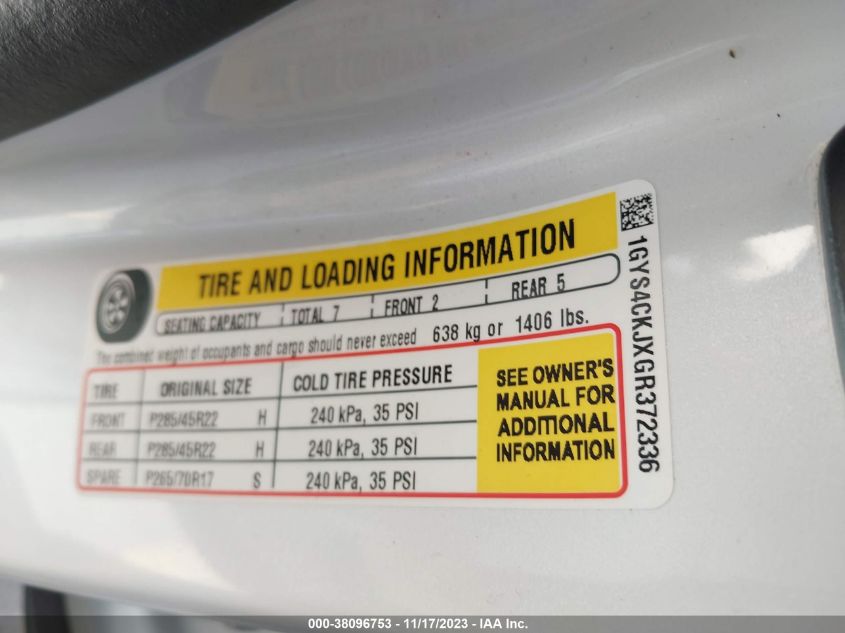 TIRE AND LOADING INFORMATION
SEATING CAPACITY TOTAL 7 FRONT 2 REAR 5
The combined weight of occupants and cargo should never exceed 638 kg or 1406 lbs.
TIRE ORIGINAL SIZE COLD TIRE PRESSURE
FRONT P285/45R22 H 240 kPa, 35 PSI
REAR P285/45R22 H 240 kPa, 35 PSI
SPARE P265/70R17 S 240 kPa, 35 PSI
SEE OWNER'S
MANUAL FOR
ADDITIONAL
INFORMATION
1GYS4CKJXGR372336
000-38096753 - 11/17/2023 - IAA Inc.